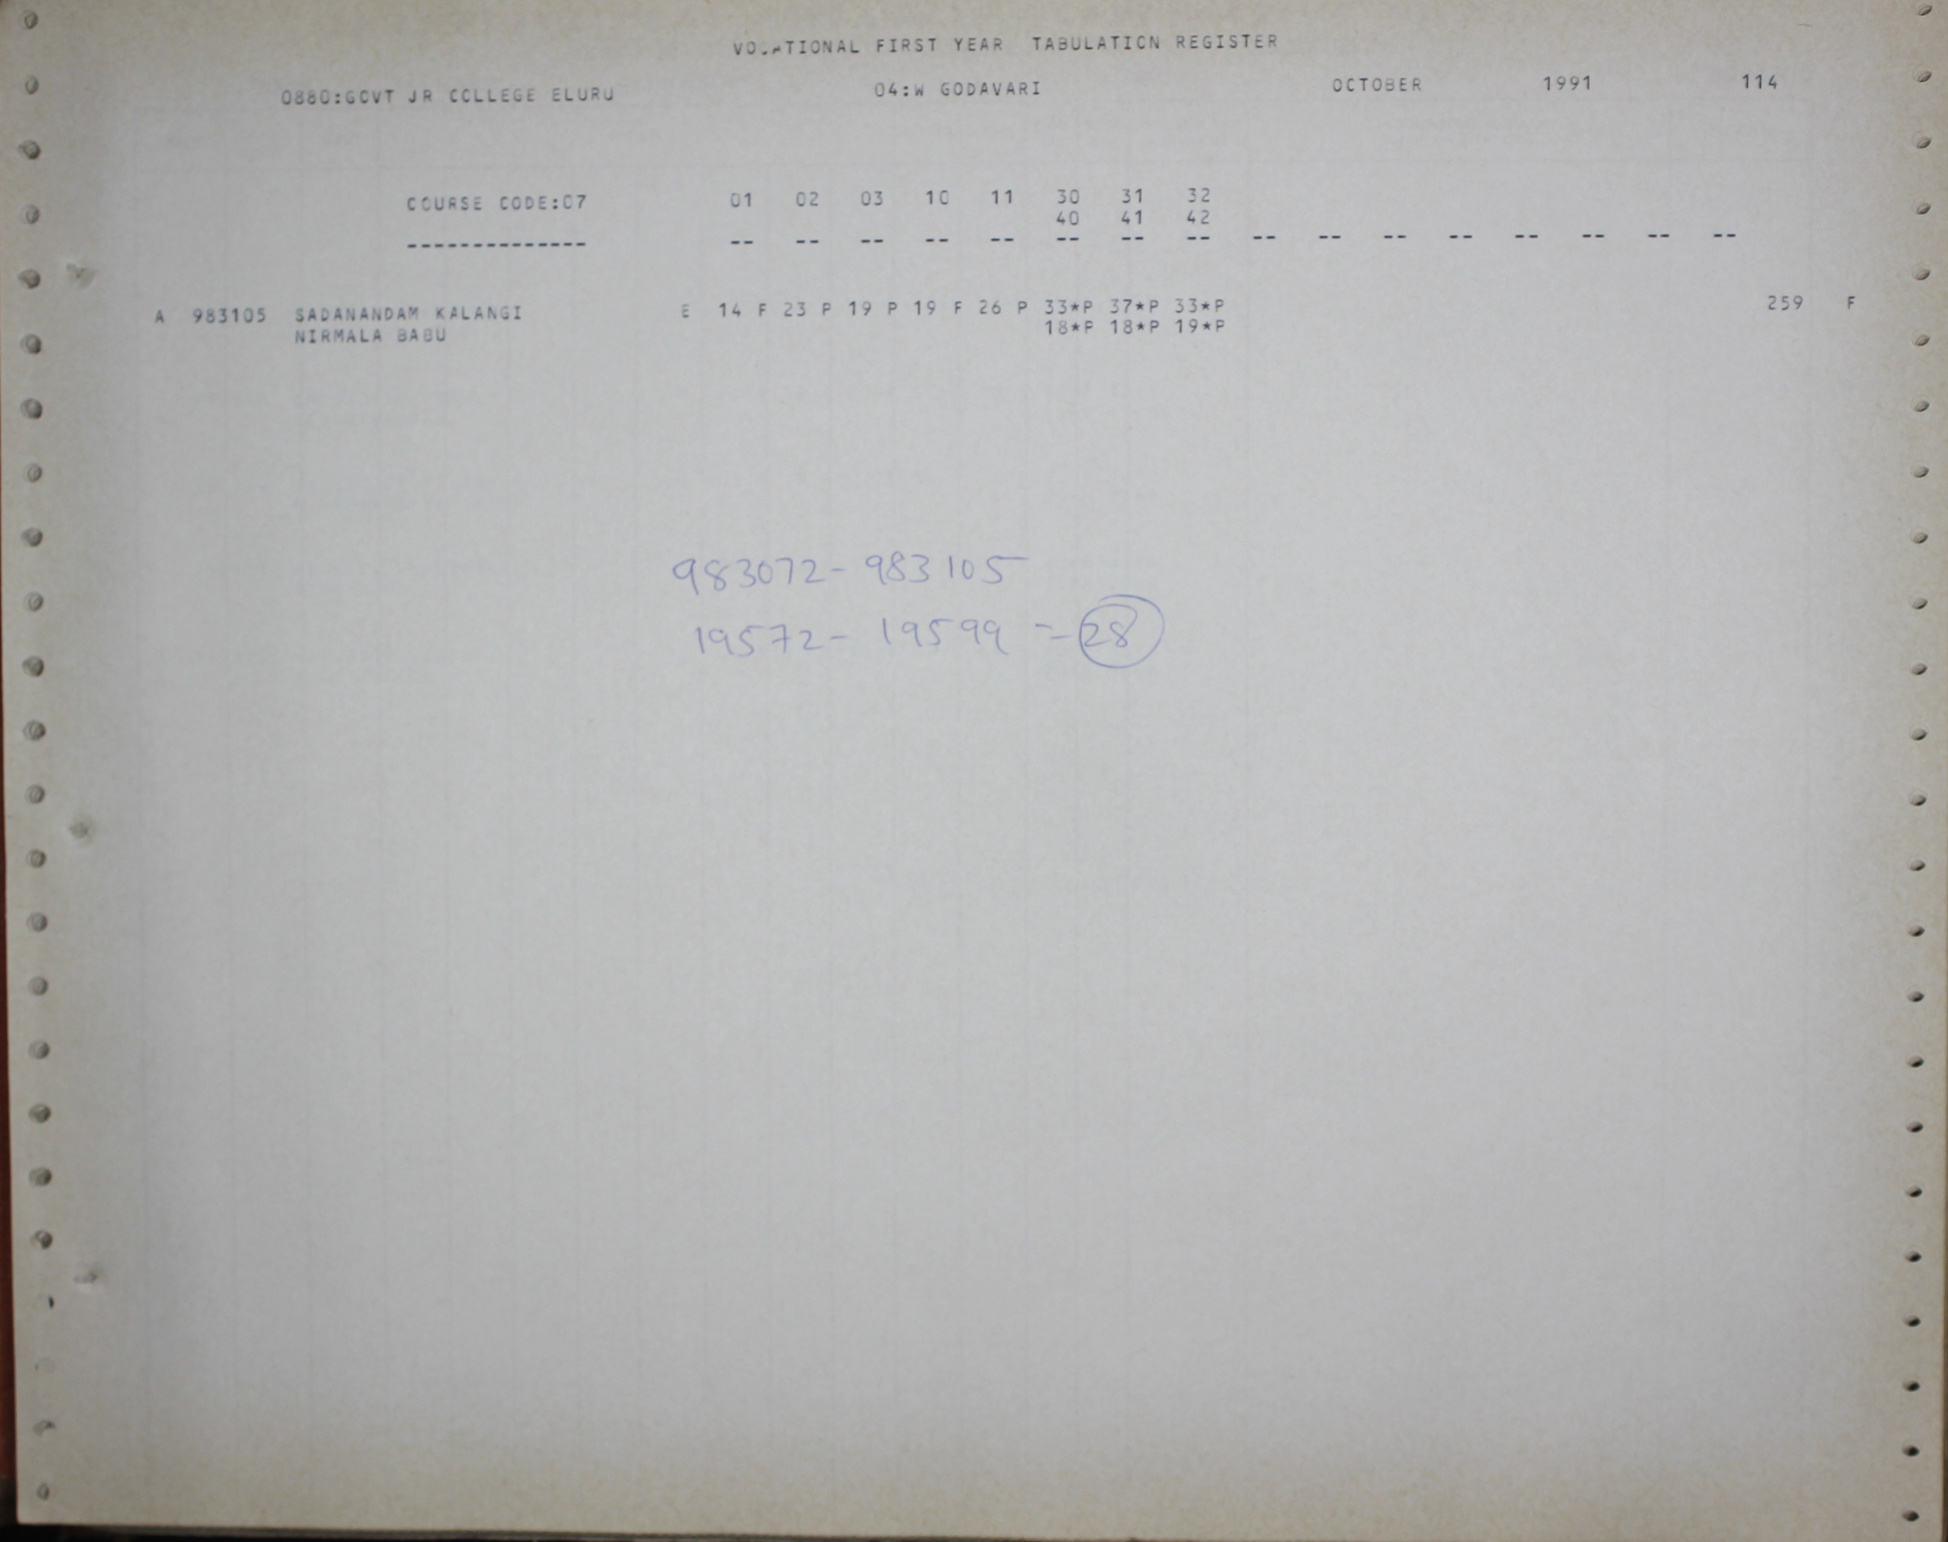 VOCATIONAL FIRST YEAR TABULATION REGISTER
0880:GOVT JR COLLEGE ELURU 04:W GODAVARI OCTOBER 1991 114
COURSE CODE:07 01 02 03 10 11 30 31 32
40 41 42
-------------- -- -- -- -- -- -- -- -- -- -- -- -- -- -- -- --
A 983105 SADANANDAM KALANGI E 14 F 23 P 19 P 19 F 26 P 33*P 37*P 33*P 259 F
NIRMALA BABU 18*P 18*P 19*P
983072- 983105
19572- 19599 = 28